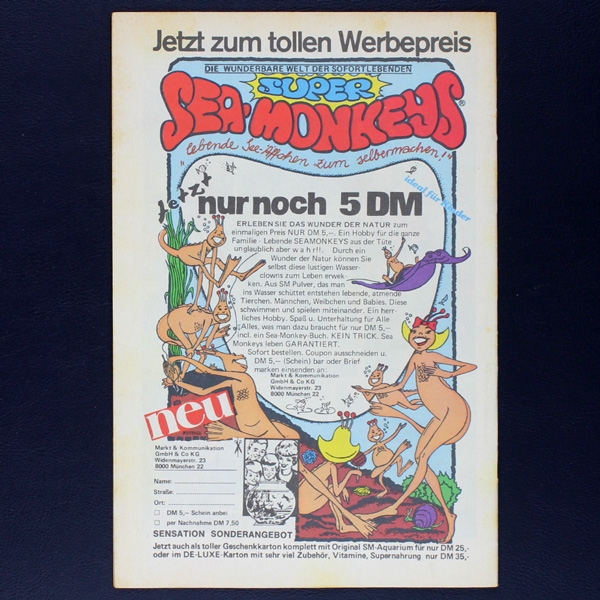 Jetzt zum tollen Werbepreis
DIE WUNDERBARE WELT DER SOFORTLEBENDEN
SUPER
SEA-MONKEYS®
"lebende See-Äffchen zum selbermachen!"
jetzt
ideal für Kinder
nur noch 5 DM
ERLEBEN SIE DAS WUNDER DER NATUR zum
einmaligen Preis NUR DM 5,–. Ein Hobby für die ganze
Familie - Lebende SEAMONKEYS aus der Tüte
unglaublich aber w a h r!!. Durch ein
Wunder der Natur können Sie
selbst diese lustigen Wasser-
clowns zum Leben erwek-
ken. Aus SM Pulver, das man
ins Wasser schüttet entstehen lebende, atmende
Tierchen. Männchen, Weibchen und Babies. Diese
schwimmen und spielen miteinander. Ein herr-
liches Hobby. Spaß u. Unterhaltung für Alle
Alles, was man dazu braucht für nur DM 5,–
incl. ein Sea-Monkey-Buch. KEIN TRICK. Sea
Monkeys leben GARANTIERT.
Sofort bestellen. Coupon ausschneiden u.
DM 5,– (Schein) bar oder Brief
marken einsenden an:
Markt & Kommunikation
GmbH & Co KG
Widenmayerstr. 23
8000 München 22
neu
Markt & Kommunikation
GmbH & Co KG
Widenmayerstr. 23
8000 München 22
Name:
Straße:
Ort:
DM 5,– Schein anbei
per Nachnahme DM 7,50
SENSATION SONDERANGEBOT
Jetzt auch als toller Geschenkkarton komplett mit Original SM-Aquarium für nur DM 25,-
oder im DE-LUXE-Karton mit sehr viel Zubehör, Vitamine, Supernahrung nur DM 35,-